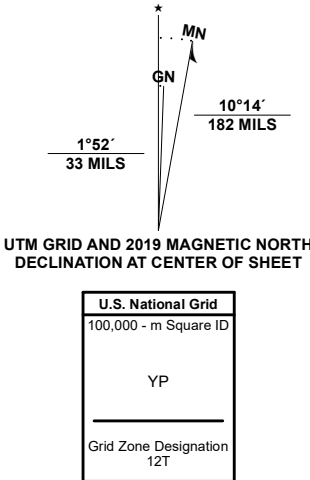 ★
MN
GN
10°14´
182 MILS
1°52´
33 MILS
UTM GRID AND 2019 MAGNETIC NORTH
DECLINATION AT CENTER OF SHEET
U.S. National Grid
100,000 - m Square ID
YP
Grid Zone Designation
12T